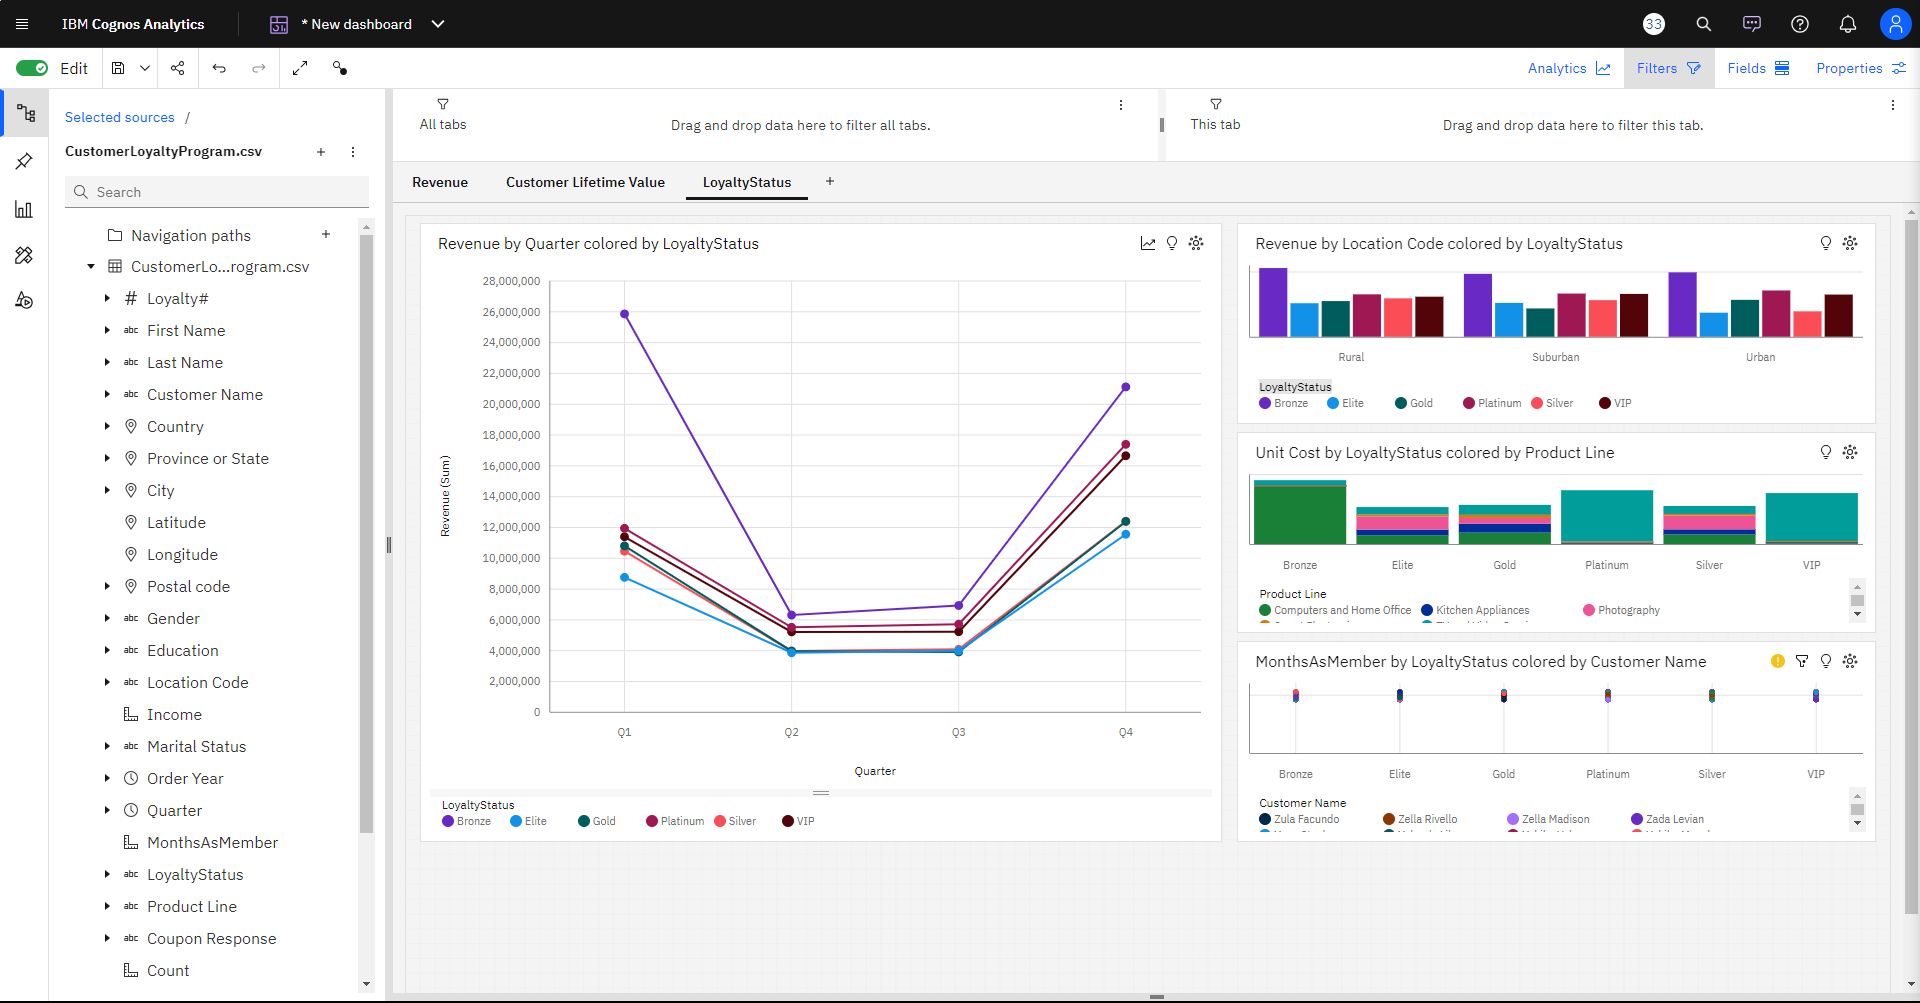 IBM Cognos Analytics
* New dashboard
33
Edit
Analytics
Filters
Fields
Properties
Selected sources /
CustomerLoyaltyProgram.csv
Search
Navigation paths
CustomerLo...rogram.csv
# Loyalty#
abc First Name
abc Last Name
abc Customer Name
Country
Province or State
City
Latitude
Longitude
Postal code
abc Gender
abc Education
abc Location Code
Income
abc Marital Status
Order Year
Quarter
MonthsAsMember
abc LoyaltyStatus
abc Product Line
abc Coupon Response
Count
All tabs
Drag and drop data here to filter all tabs.
This tab
Drag and drop data here to filter this tab.
Revenue
Customer Lifetime Value
LoyaltyStatus
Revenue by Quarter colored by LoyaltyStatus
28,000,000
26,000,000
24,000,000
22,000,000
20,000,000
18,000,000
16,000,000
14,000,000
12,000,000
10,000,000
8,000,000
6,000,000
4,000,000
2,000,000
0
Revenue (Sum)
Q1 Q2 Q3 Q4
Quarter
LoyaltyStatus
Bronze Elite Gold Platinum Silver VIP
Revenue by Location Code colored by LoyaltyStatus
Rural Suburban Urban
LoyaltyStatus
Bronze Elite Gold Platinum Silver VIP
Unit Cost by LoyaltyStatus colored by Product Line
Bronze Elite Gold Platinum Silver VIP
Product Line
Computers and Home Office Kitchen Appliances Photography
MonthsAsMember by LoyaltyStatus colored by Customer Name
Bronze Elite Gold Platinum Silver VIP
Customer Name
Zula Facundo Zella Rivello Zella Madison Zada Levian